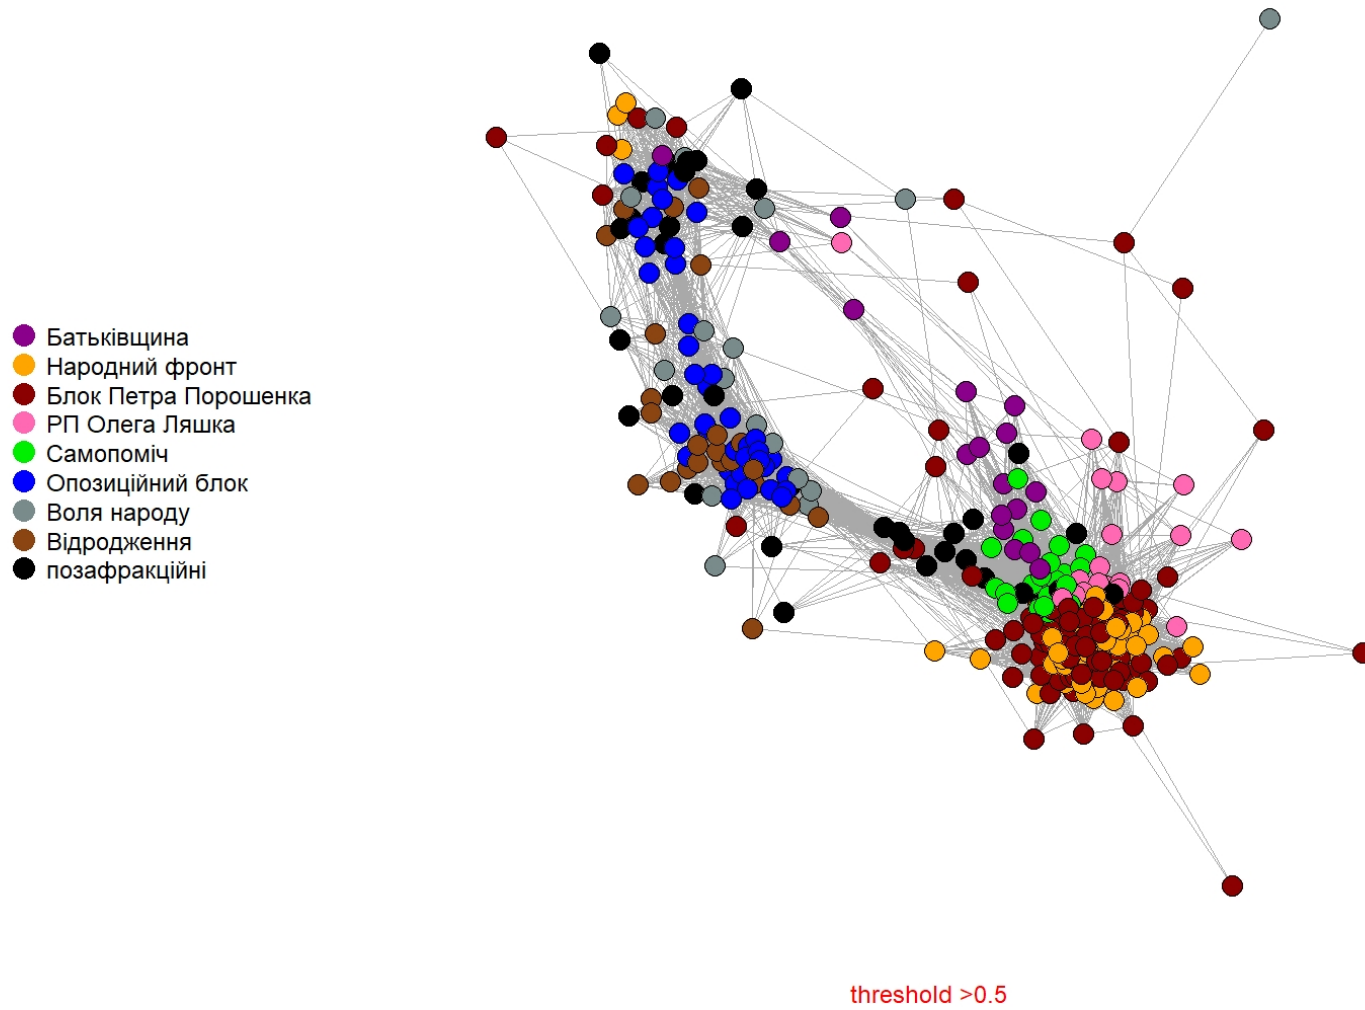 Батьківщина
Народний фронт
Блок Петра Порошенка
РП Олега Ляшка
Самопоміч
Опозиційний блок
Воля народу
Відродження
позафракційні
threshold >0.5